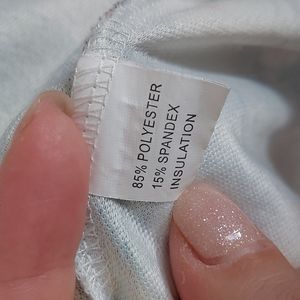 85% POLYESTER
15% SPANDEX
INSULATION